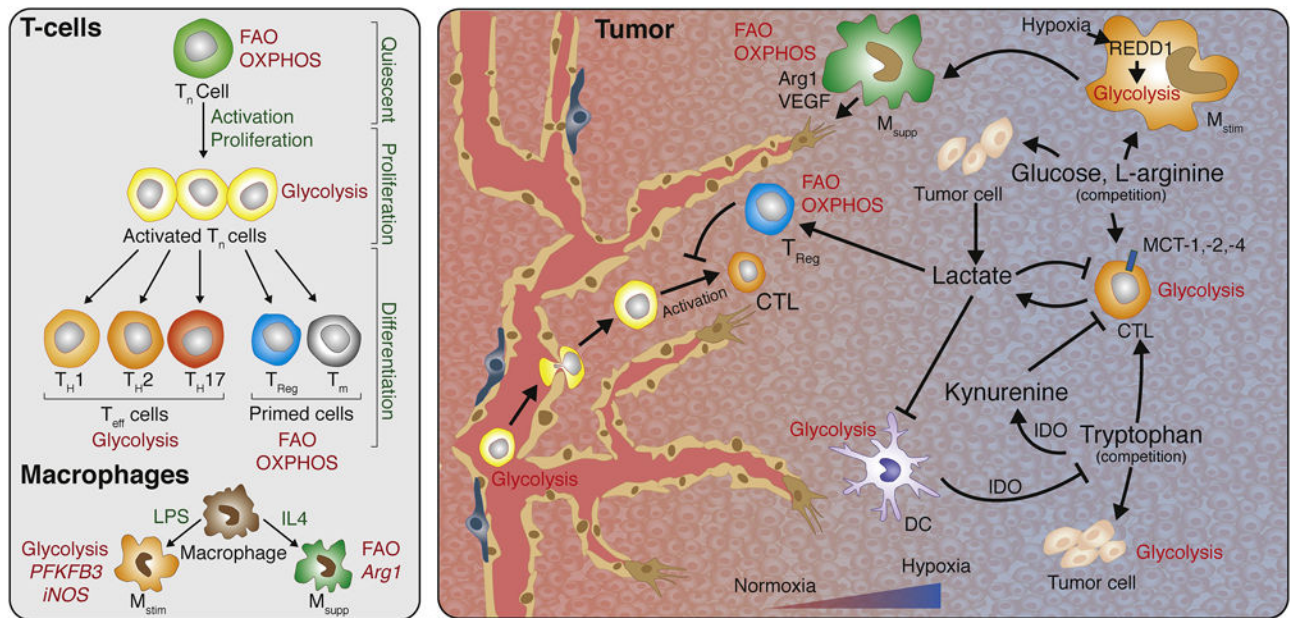 T-cells
FAO
OXPHOS
Tn Cell
Quiescent
Activation
Proliferation
Glycolysis
Proliferation
Activated Tn cells
TH1
TH2
TH17
TReg
Tm
Differentiation
Teff cells
Primed cells
Glycolysis
FAO
OXPHOS
Macrophages
LPS
IL4
Macrophage
Glycolysis
PFKFB3
iNOS
FAO
Arg1
Mstim
Msupp
Tumor
FAO
OXPHOS
Arg1
VEGF
Msupp
Hypoxia
REDD1
Glycolysis
Mstim
Tumor cell
Glucose, L-arginine
(competition)
FAO
OXPHOS
TReg
Activation
CTL
Lactate
MCT-1,-2,-4
Glycolysis
CTL
Kynurenine
IDO
Tryptophan
(competition)
Glycolysis
Glycolysis
DC
IDO
Tumor cell
Glycolysis
Normoxia
Hypoxia